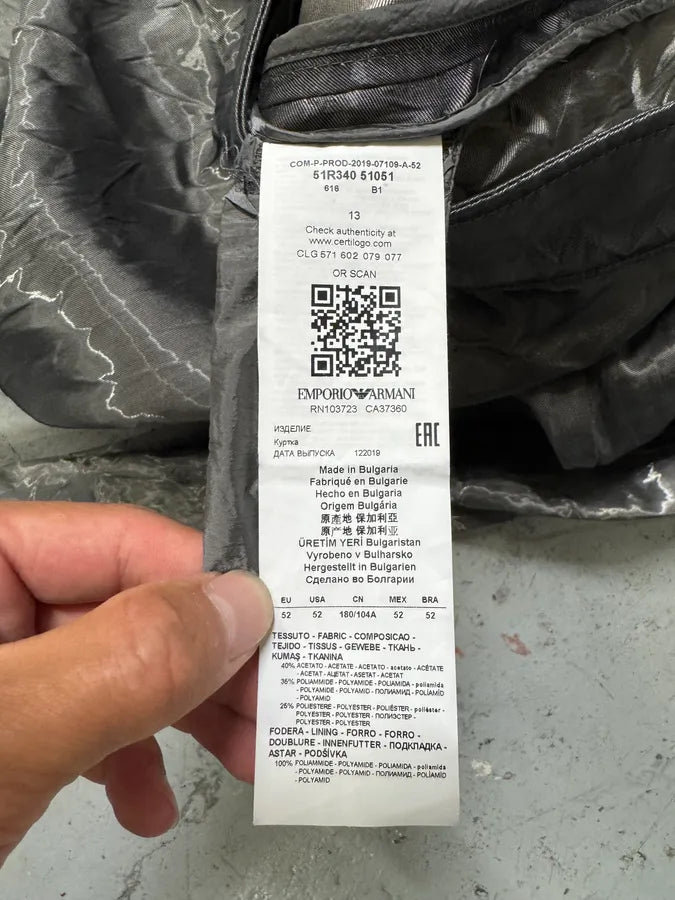 COM-P-PROD-2019-07109-A-52
51R340 51051
616 B1
13
Check authenticity at
www.certilogo.com
CLG 571 602 079 077
OR SCAN
EMPORIO ARMANI
RN103723 CA37360
ИЗДЕЛИЕ
Куртка
EAC
ДАТА ВЫПУСКА 122019
Made in Bulgaria
Fabriqué en Bulgarie
Hecho en Bulgaria
Origem Bulgária
原產地 保加利亞
原产地 保加利亚
ÜRETİM YERİ Bulgaristan
Vyrobeno v Bulharsko
Hergestellt in Bulgarien
Сделано во Болгарии
EU USA CN MEX BRA
52 52 180/104A 52 52
TESSUTO - FABRIC - COMPOSICAO -
TEJIDO - TISSUS - GEWEBE - ТКАНЬ -
KUMAŞ - TKANINA
40% ACETATO - ACETATE - ACETATO - acetato - ACÉTATE
- ACETAT - АЦЕТАТ - ASETAT - ACETAT
35% POLIAMMIDE - POLYAMIDE - POLIAMIDA - poliamida
- POLYAMIDE - POLYAMID - ПОЛИАМИД - POLİAMİD
- POLYAMID
25% POLIESTERE - POLYESTER - POLIÉSTER - poliéster -
POLYESTER - POLYESTER - ПОЛИЭСТЕР -
POLYESTER - POLYESTER
FODERA - LINING - FORRO - FORRO -
DOUBLURE - INNENFUTTER - ПОДКЛАДКА -
ASTAR - PODŠÍVKA
100% POLIAMMIDE - POLYAMIDE - POLIAMIDA - poliamida
- POLYAMIDE - POLYAMID - ПОЛИАМИД - POLİAMİD
- POLYAMID